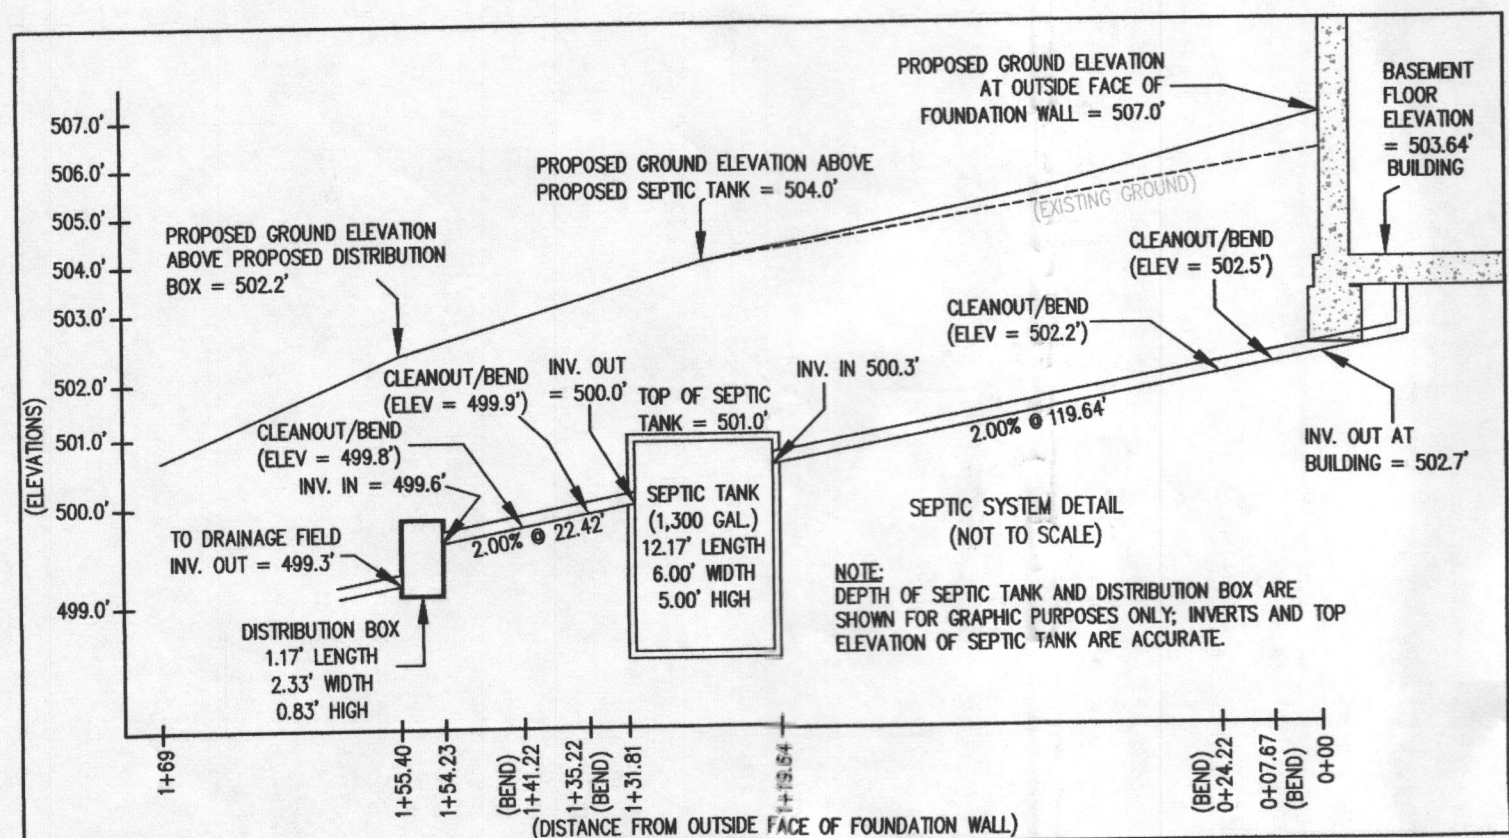 PROPOSED GROUND ELEVATION
AT OUTSIDE FACE OF
FOUNDATION WALL = 507.0'
BASEMENT
FLOOR
ELEVATION
= 503.64'
BUILDING
507.0'
506.0'
505.0'
504.0'
503.0'
502.0'
501.0'
500.0'
499.0'
(ELEVATIONS)
PROPOSED GROUND ELEVATION ABOVE
PROPOSED SEPTIC TANK = 504.0'
(EXISTING GROUND)
PROPOSED GROUND ELEVATION
ABOVE PROPOSED DISTRIBUTION
BOX = 502.2'
CLEANOUT/BEND
(ELEV = 502.5')
CLEANOUT/BEND
(ELEV = 502.2')
CLEANOUT/BEND
(ELEV = 499.9')
INV. OUT
= 500.0'
TOP OF SEPTIC
TANK = 501.0'
INV. IN 500.3'
2.00% @ 119.64'
INV. OUT AT
BUILDING = 502.7'
CLEANOUT/BEND
(ELEV = 499.8')
INV. IN = 499.6'
2.00% @ 22.42'
TO DRAINAGE FIELD
INV. OUT = 499.3'
SEPTIC TANK
(1,300 GAL.)
12.17' LENGTH
6.00' WIDTH
5.00' HIGH
SEPTIC SYSTEM DETAIL
(NOT TO SCALE)
NOTE:
DEPTH OF SEPTIC TANK AND DISTRIBUTION BOX ARE
SHOWN FOR GRAPHIC PURPOSES ONLY; INVERTS AND TOP
ELEVATION OF SEPTIC TANK ARE ACCURATE.
DISTRIBUTION BOX
1.17' LENGTH
2.33' WIDTH
0.83' HIGH
1+69
1+55.40
1+54.23
(BEND)
1+41.22
1+35.22
(BEND)
1+31.81
1+19.64
(BEND)
0+24.22
0+07.67
(BEND)
0+00
(DISTANCE FROM OUTSIDE FACE OF FOUNDATION WALL)